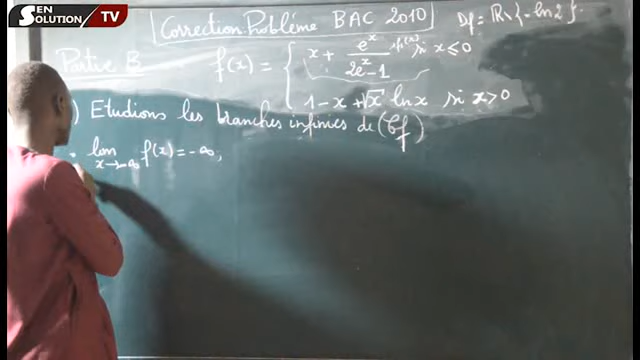 SEN SOLUTION TV
Correction Problème BAC 2010
Df = ℝ \ {-ln2}
Partie B
f(x) = { x + e^x / (2e^x - 1) si x ≤ 0
1 - x + √x ln x si x > 0
) Etudions les branches infinies de (Cf)
lim x→-∞ f(x) = -∞,